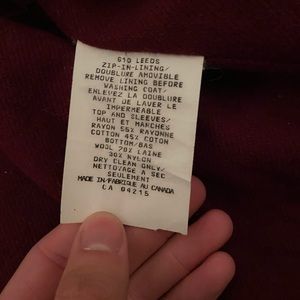 G10 LEEDS
ZIP-IN-LINING/
DOUBLURE AMOVIBLE
REMOVE LINING BEFORE
WASHING COAT/
ENLEVEZ LA DOUBLURE
AVANT DE LAVER LE
IMPERMEABLE
TOP AND SLEEVES/
HAUT ET MANCHES
RAYON 55% RAYONNE
COTTON 45% COTON
BOTTOM/BAS
WOOL 70% LAINE
30% NYLON
DRY CLEAN ONLY/
NETTOYAGE A SEC
SEULEMENT
MADE IN/FABRIQUE AU CANADA
CA 04215